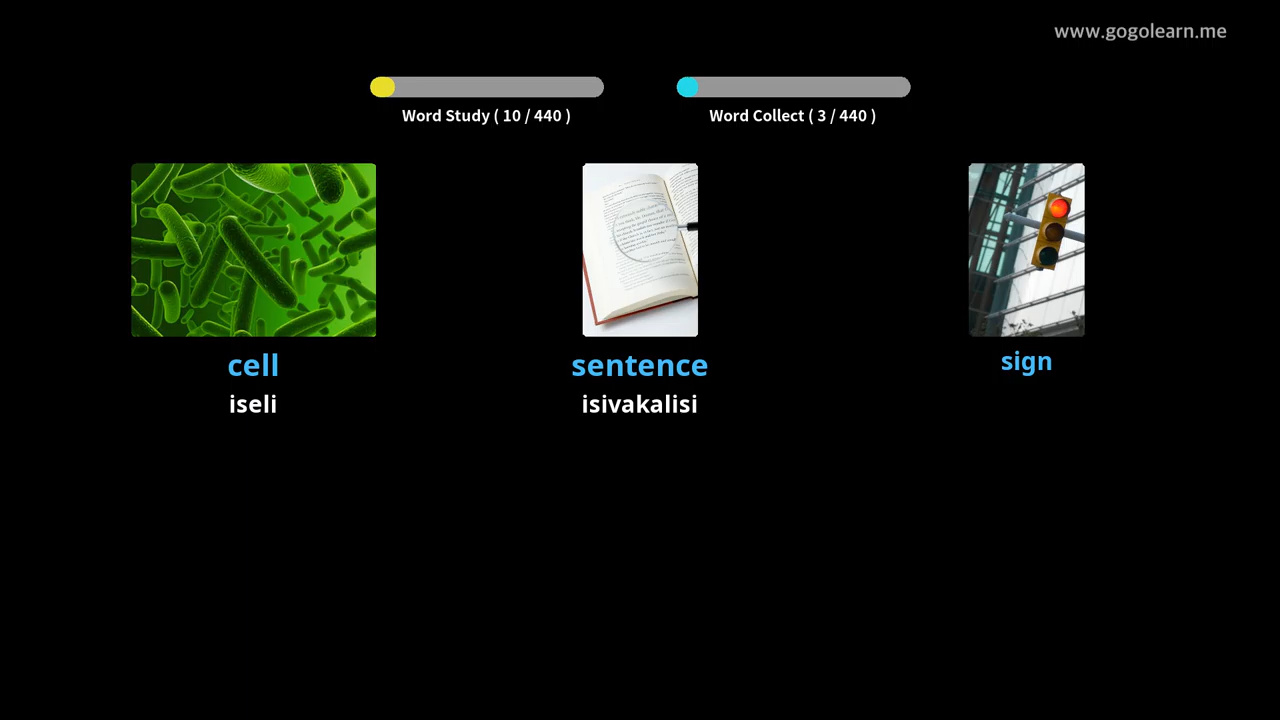 www.gogolearn.me
Word Study ( 10 / 440 )
Word Collect ( 3 / 440 )
cell
iseli
sentence
isivakalisi
sign